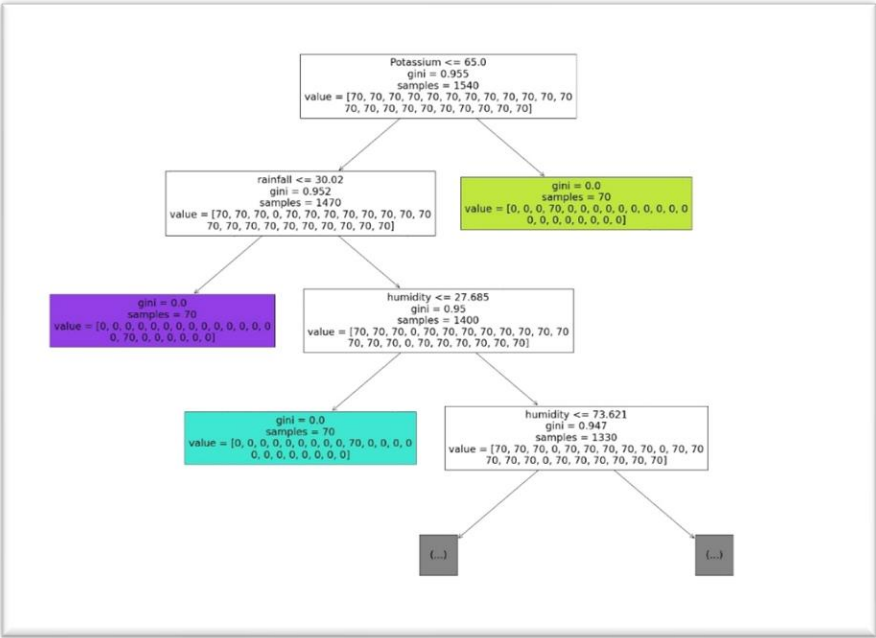 Potassium <= 65.0
gini = 0.955
samples = 1540
value = [70, 70, 70, 70, 70, 70, 70, 70, 70, 70, 70, 70, 70
70, 70, 70, 70, 70, 70, 70, 70, 70]
rainfall <= 30.02
gini = 0.952
samples = 1470
value = [70, 70, 70, 0, 70, 70, 70, 70, 70, 70, 70, 70, 70
70, 70, 70, 70, 70, 70, 70, 70, 70]
gini = 0.0
samples = 70
value = [0, 0, 0, 70, 0, 0, 0, 0, 0, 0, 0, 0, 0, 0
0, 0, 0, 0, 0, 0, 0, 0]
gini = 0.0
samples = 70
value = [0, 0, 0, 0, 0, 0, 0, 0, 0, 0, 0, 0, 0, 0
0, 70, 0, 0, 0, 0, 0, 0]
humidity <= 27.685
gini = 0.95
samples = 1400
value = [70, 70, 70, 0, 70, 70, 70, 70, 70, 70, 70, 70, 70
70, 70, 70, 0, 70, 70, 70, 70, 70, 70]
gini = 0.0
samples = 70
value = [0, 0, 0, 0, 0, 0, 0, 0, 0, 70, 0, 0, 0, 0
0, 0, 0, 0, 0, 0, 0, 0]
humidity <= 73.621
gini = 0.947
samples = 1330
value = [70, 70, 70, 0, 70, 70, 70, 70, 70, 0, 70, 70
70, 70, 70, 0, 70, 70, 70, 70, 70, 70]
(...)
(...)